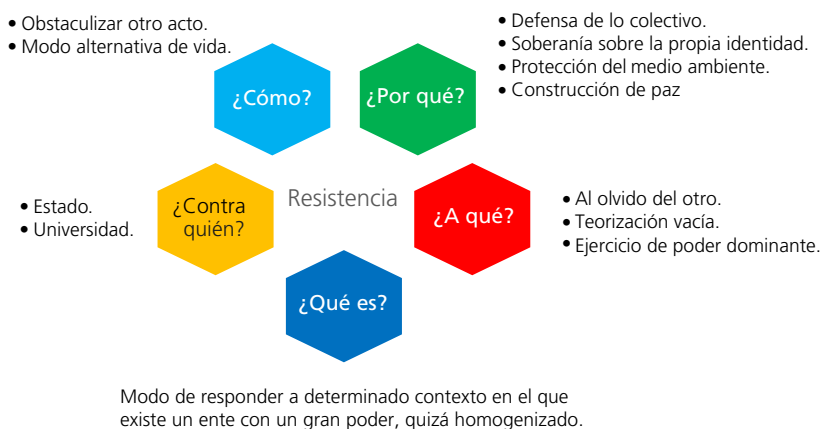 • Obstaculizar otro acto.
• Modo alternativa de vida.
¿Cómo?
¿Por qué?
• Defensa de lo colectivo.
• Soberanía sobre la propia identidad.
• Protección del medio ambiente.
• Construcción de paz
• Estado.
• Universidad.
¿Contra
quién?
Resistencia
¿A qué?
• Al olvido del otro.
• Teorización vacía.
• Ejercicio de poder dominante.
¿Qué es?
Modo de responder a determinado contexto en el que
existe un ente con un gran poder, quizá homogenizado.